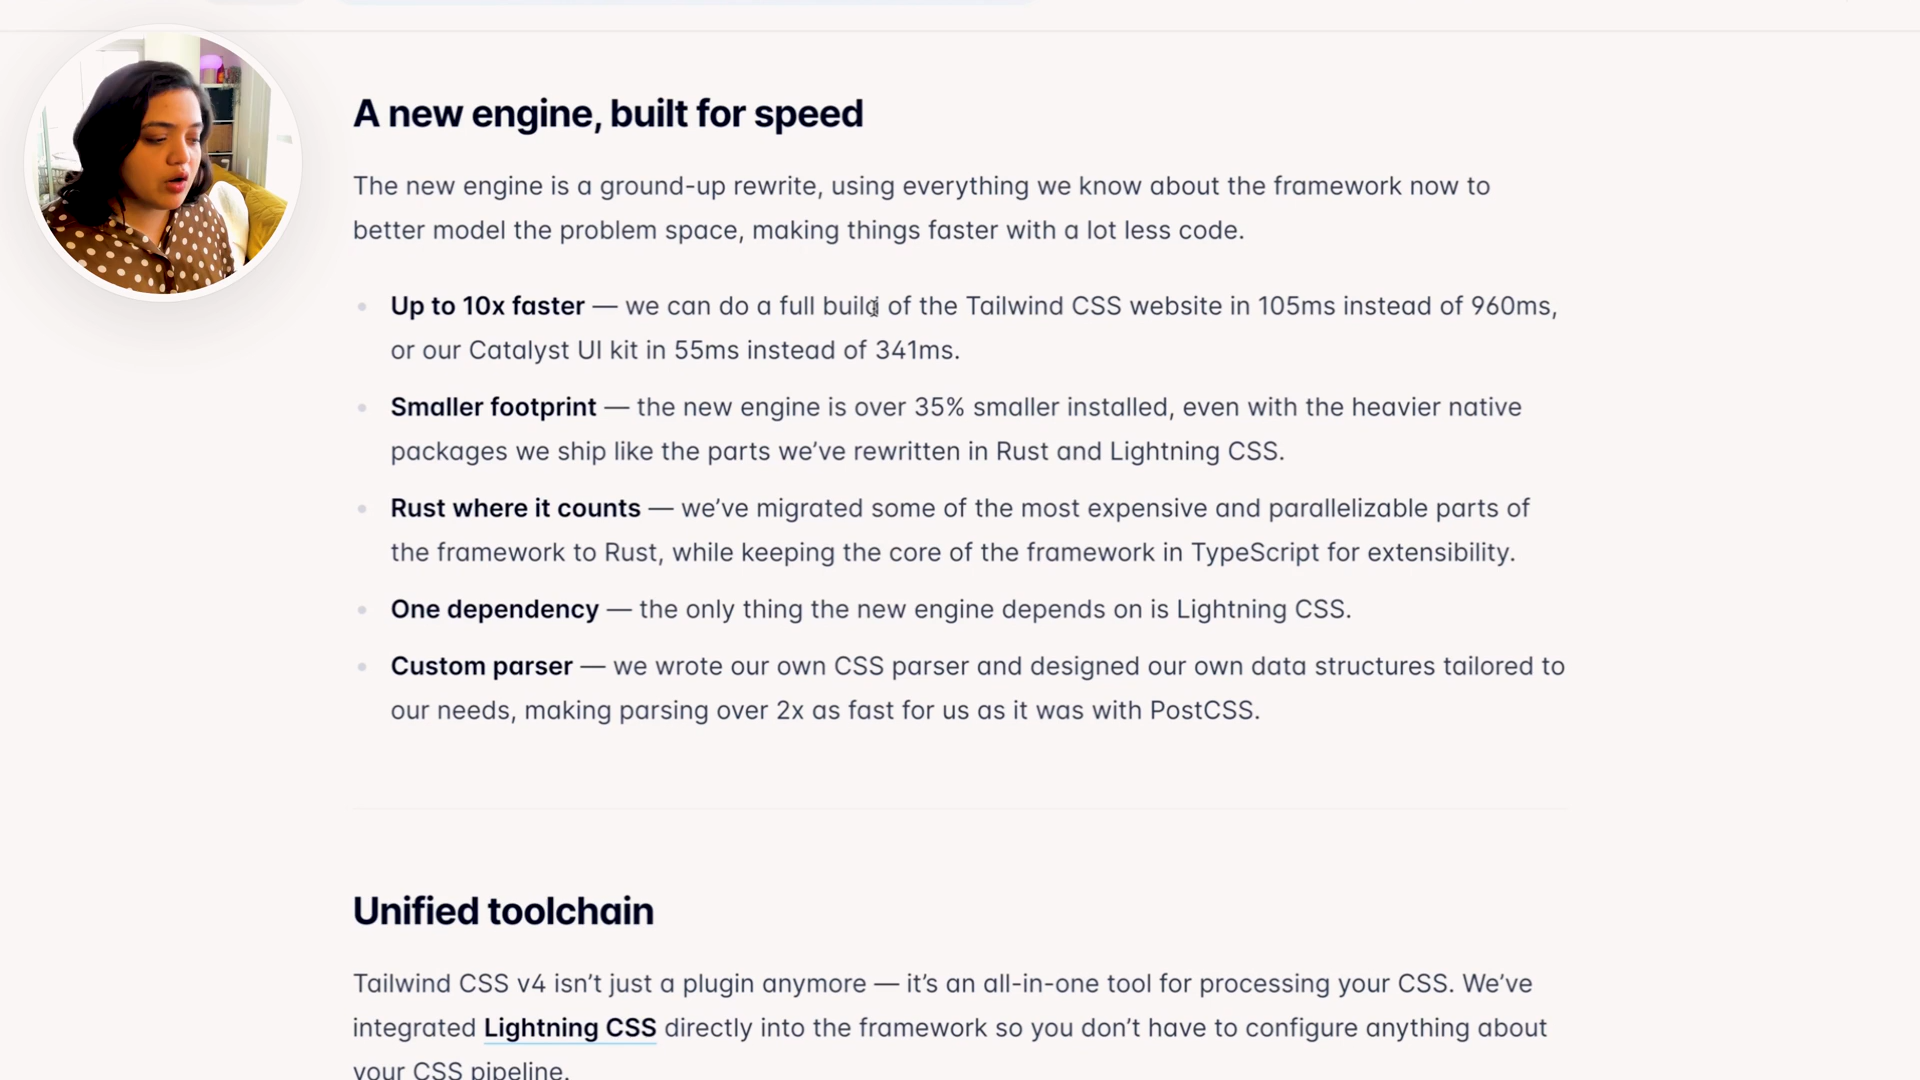 A new engine, built for speed
The new engine is a ground-up rewrite, using everything we know about the framework now to
better model the problem space, making things faster with a lot less code.
Up to 10x faster — we can do a full build of the Tailwind CSS website in 105ms instead of 960ms,
or our Catalyst UI kit in 55ms instead of 341ms.
Smaller footprint — the new engine is over 35% smaller installed, even with the heavier native
packages we ship like the parts we’ve rewritten in Rust and Lightning CSS.
Rust where it counts — we’ve migrated some of the most expensive and parallelizable parts of
the framework to Rust, while keeping the core of the framework in TypeScript for extensibility.
One dependency — the only thing the new engine depends on is Lightning CSS.
Custom parser — we wrote our own CSS parser and designed our own data structures tailored to
our needs, making parsing over 2x as fast for us as it was with PostCSS.
Unified toolchain
Tailwind CSS v4 isn’t just a plugin anymore — it’s an all-in-one tool for processing your CSS. We’ve
integrated Lightning CSS directly into the framework so you don’t have to configure anything about
your CSS pipeline.